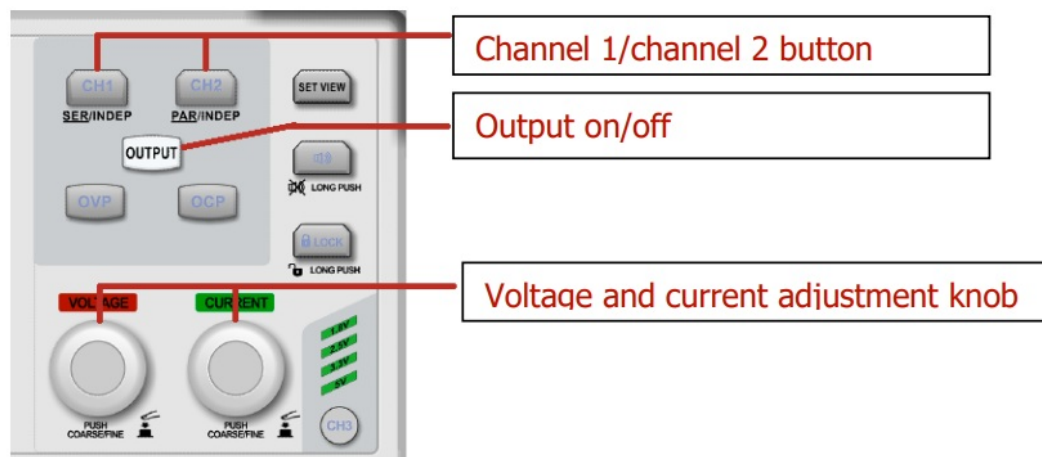 Channel 1/channel 2 button
CH1 CH2 SET VIEW
SER/INDEP PAR/INDEP
Output on/off
OUTPUT
LONG PUSH
OVP OCP
LOCK
LONG PUSH
Voltage and current adjustment knob
VOLTAGE CURRENT
1.8V
2.5V
3.3V
5V
PUSH COARSE/FINE
PUSH COARSE/FINE
CH3